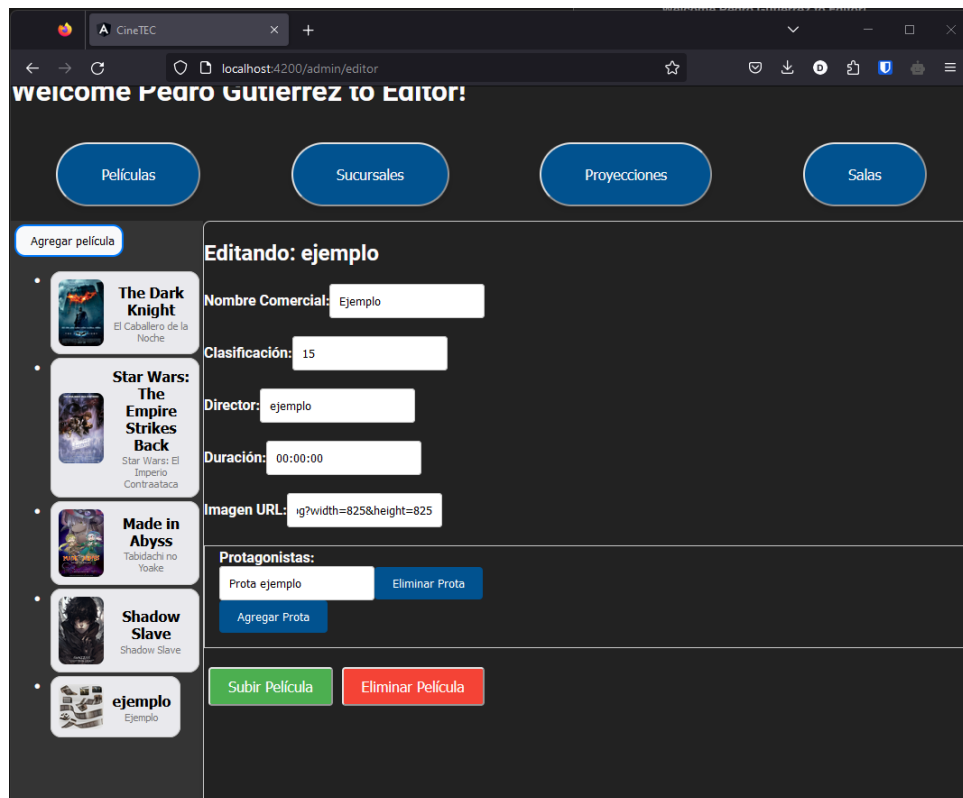 CineTEC
localhost:4200/admin/editor
Welcome Pedro Gutierrez to Editor!
Películas
Sucursales
Proyecciones
Salas
Agregar película
The Dark
Knight
El Caballero de la
Noche
Star Wars:
The
Empire
Strikes
Back
Star Wars: El
Imperio
Contraataca
Made in
Abyss
Tabidachi no
Yoake
Shadow
Slave
Shadow Slave
ejemplo
Ejemplo
Editando: ejemplo
Nombre Comercial: Ejemplo
Clasificación: 15
Director: ejemplo
Duración: 00:00:00
Imagen URL: ng?width=825&height=825
Protagonistas:
Prota ejemplo
Eliminar Prota
Agregar Prota
Subir Película
Eliminar Película